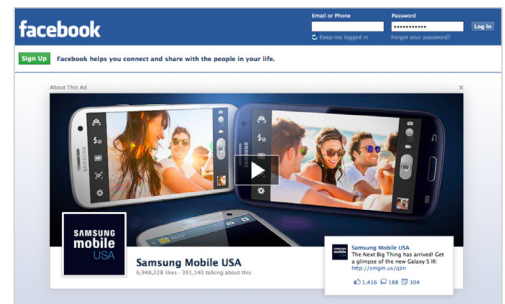 facebook
Email or Phone
Password
Keep me logged in
Forgot your password?
Log In
Sign Up
Facebook helps you connect and share with the people in your life.
About This Ad
SAMSUNG
mobile
USA
Samsung Mobile USA
6,948,228 likes · 391,140 talking about this
Samsung Mobile USA
The Next Big Thing has arrived! Get
a glimpse of the new Galaxy S III:
http://smgm.us/qzn
1,416 188 304